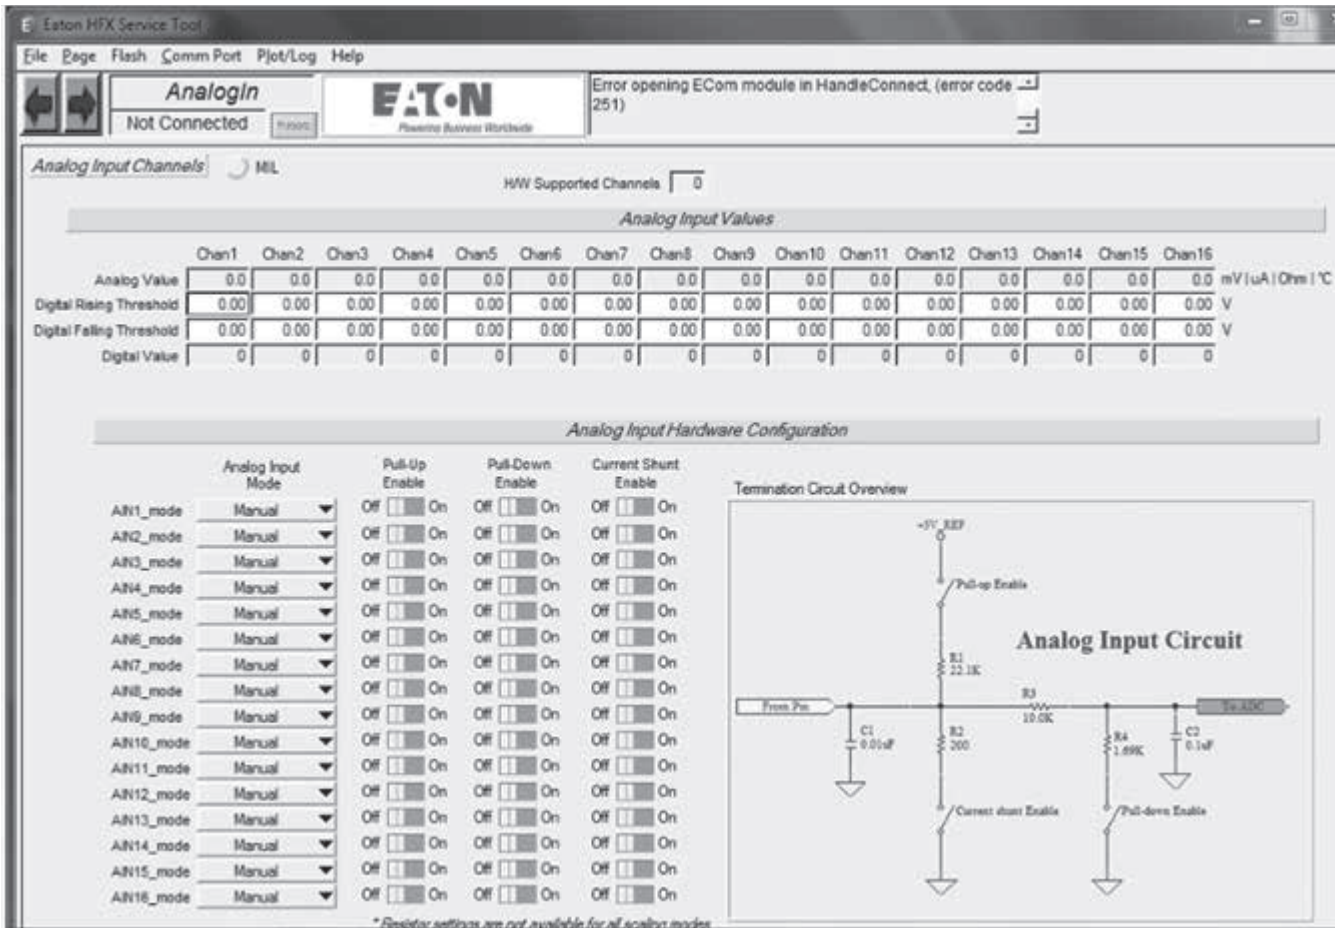 Eaton HFX Service Tool
File Page Flash Comm Port Plot/Log Help
AnalogIn
Not Connected
EATON
Powering Business Worldwide
Error opening ECom module in HandleConnect, (error code
251)
Analog Input Channels MIL
H/W Supported Channels 0
Analog Input Values
Chan1 Chan2 Chan3 Chan4 Chan5 Chan6 Chan7 Chan8 Chan9 Chan10 Chan11 Chan12 Chan13 Chan14 Chan15 Chan16
Analog Value 0.0 0.0 0.0 0.0 0.0 0.0 0.0 0.0 0.0 0.0 0.0 0.0 0.0 0.0 0.0 0.0 mV | uA | Ohm | °C
Digital Rising Threshold 0.00 0.00 0.00 0.00 0.00 0.00 0.00 0.00 0.00 0.00 0.00 0.00 0.00 0.00 0.00 0.00 V
Digital Falling Threshold 0.00 0.00 0.00 0.00 0.00 0.00 0.00 0.00 0.00 0.00 0.00 0.00 0.00 0.00 0.00 0.00 V
Digital Value 0 0 0 0 0 0 0 0 0 0 0 0 0 0 0 0
Analog Input Hardware Configuration
Analog Input Mode
Pull-Up Enable
Pull-Down Enable
Current Shunt Enable
AIN1_mode Manual Off On Off On Off On
AIN2_mode Manual Off On Off On Off On
AIN3_mode Manual Off On Off On Off On
AIN4_mode Manual Off On Off On Off On
AIN5_mode Manual Off On Off On Off On
AIN6_mode Manual Off On Off On Off On
AIN7_mode Manual Off On Off On Off On
AIN8_mode Manual Off On Off On Off On
AIN9_mode Manual Off On Off On Off On
AIN10_mode Manual Off On Off On Off On
AIN11_mode Manual Off On Off On Off On
AIN12_mode Manual Off On Off On Off On
AIN13_mode Manual Off On Off On Off On
AIN14_mode Manual Off On Off On Off On
AIN15_mode Manual Off On Off On Off On
AIN16_mode Manual Off On Off On Off On
* Resistor settings are not available for all scaling modes
Termination Circuit Overview
+5V_REF
Pull-up Enable
Analog Input Circuit
R1
22.1K
From Pin
R3
10.0K
To ADC
C1
0.01uF
R2
200
R4
1.69K
C2
0.1uF
Current shunt Enable
Pull-down Enable